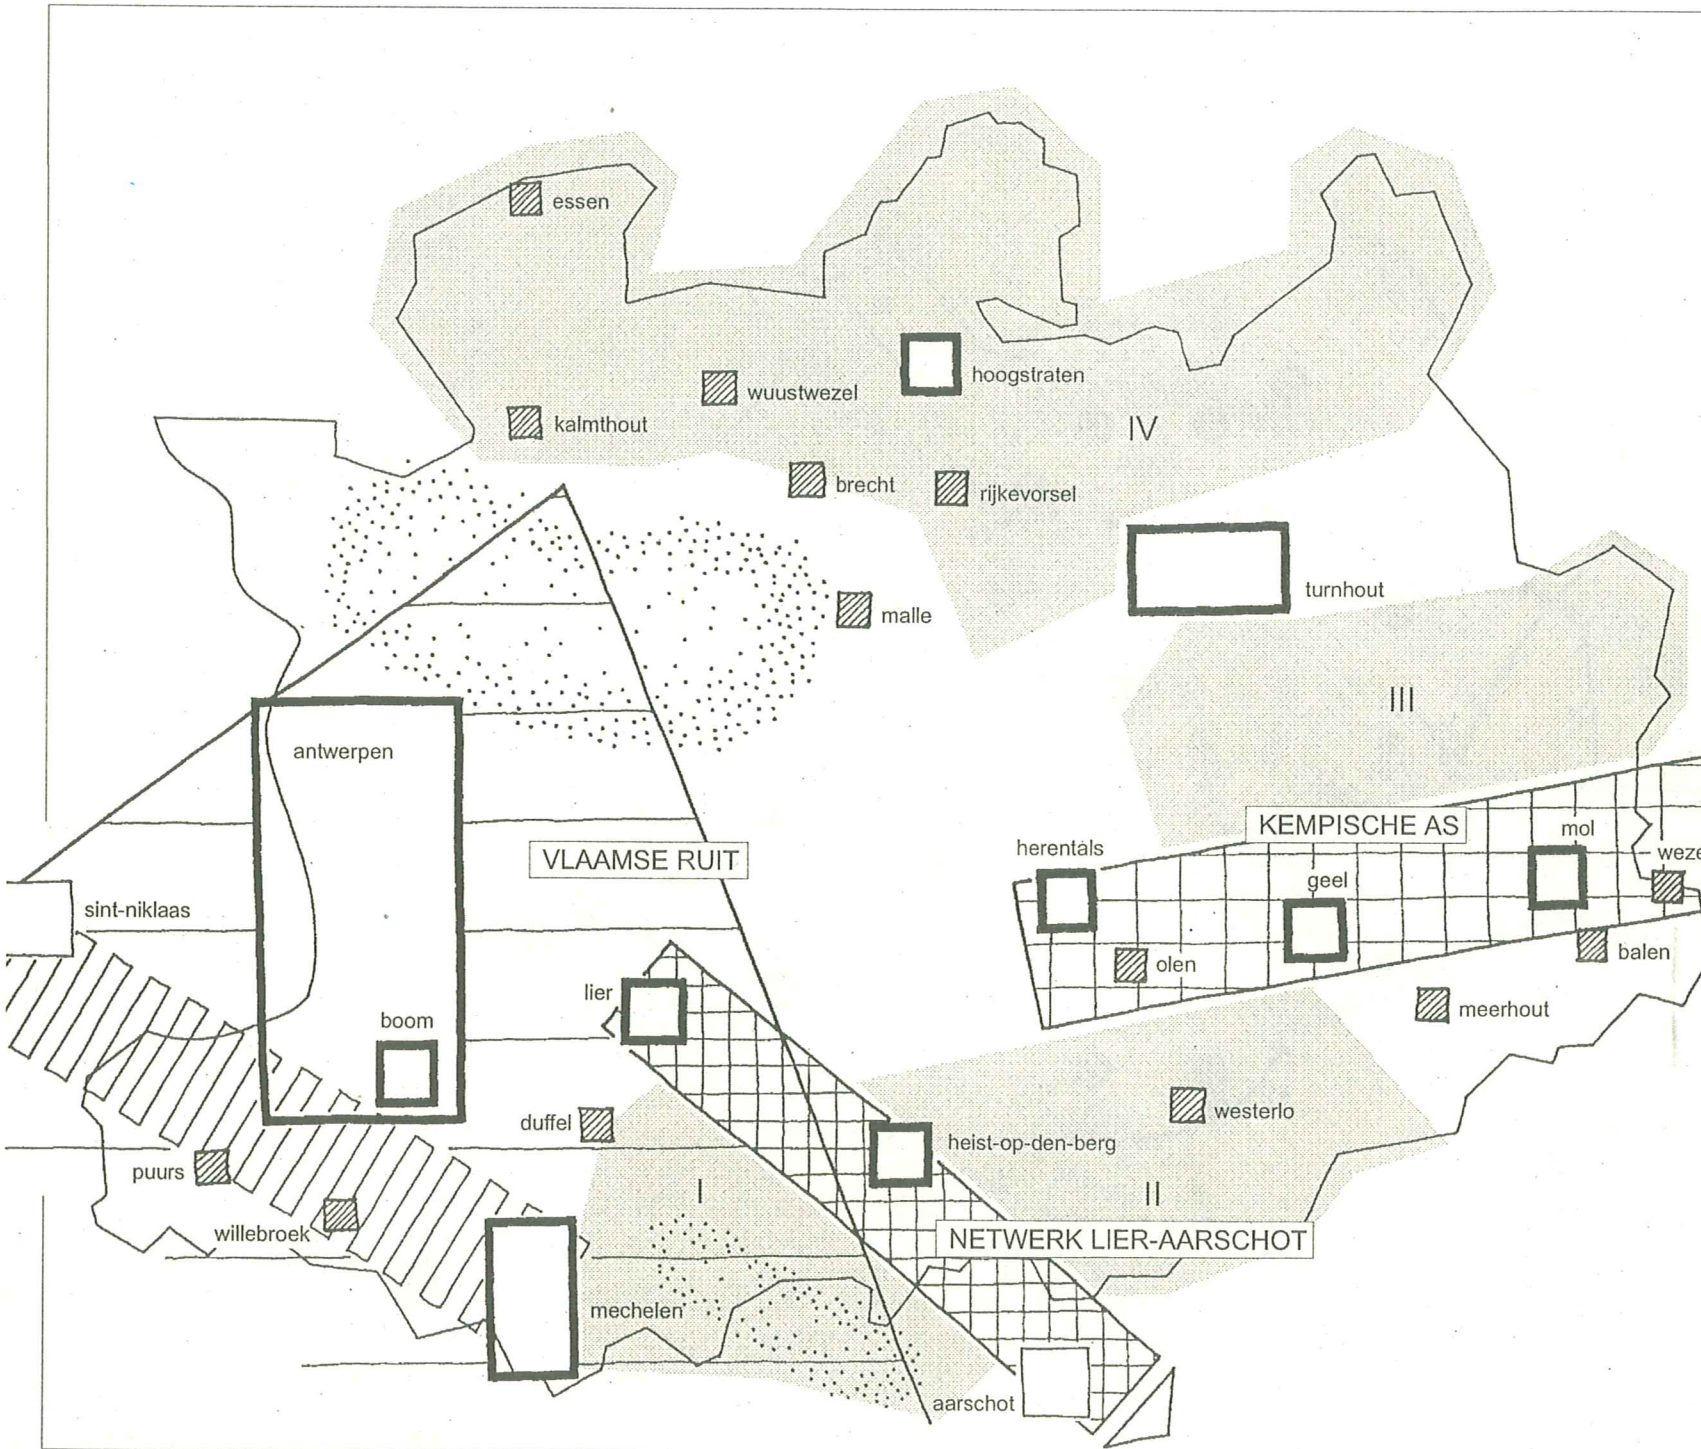 essen
hoogstraten
wuustwezel
kalmthout
IV
brecht
rijkevorsel
turnhout
malle
III
antwerpen
KEMPISCHE AS
mol
herentals
VLAAMSE RUIT
weze
geel
sint-niklaas
balen
olen
lier
meerhout
boom
westerlo
duffel
heist-op-den-berg
puurs
I
II
willebroek
NETWERK LIER-AARSCHOT
mechelen
aarschot